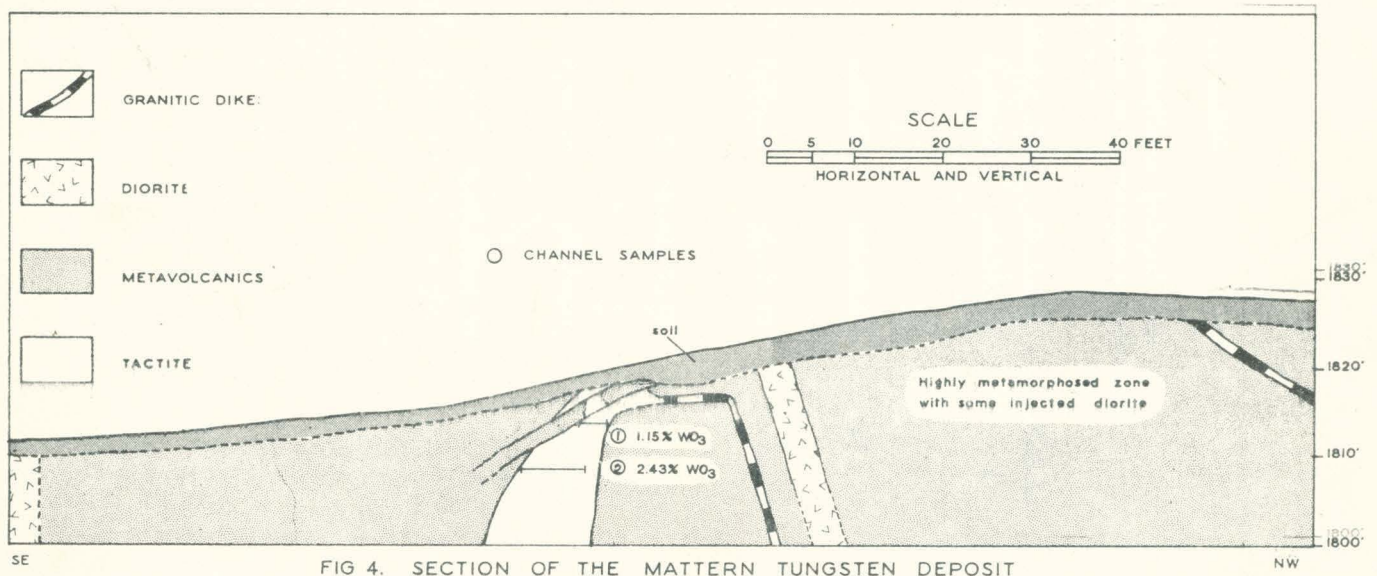 GRANITIC DIKE:
DIORITE
METAVOLCANICS
TACTITE
SCALE
0 5 10 20 30 40 FEET
HORIZONTAL AND VERTICAL
CHANNEL SAMPLES
soil
Highly metamorphosed zone
with some injected diorite
① 1.15% WO₃
② 2.43% WO₃
1830'
1830'
1820'
1810'
1800'
1800'
SE
NW
FIG 4. SECTION OF THE MATTERN TUNGSTEN DEPOSIT